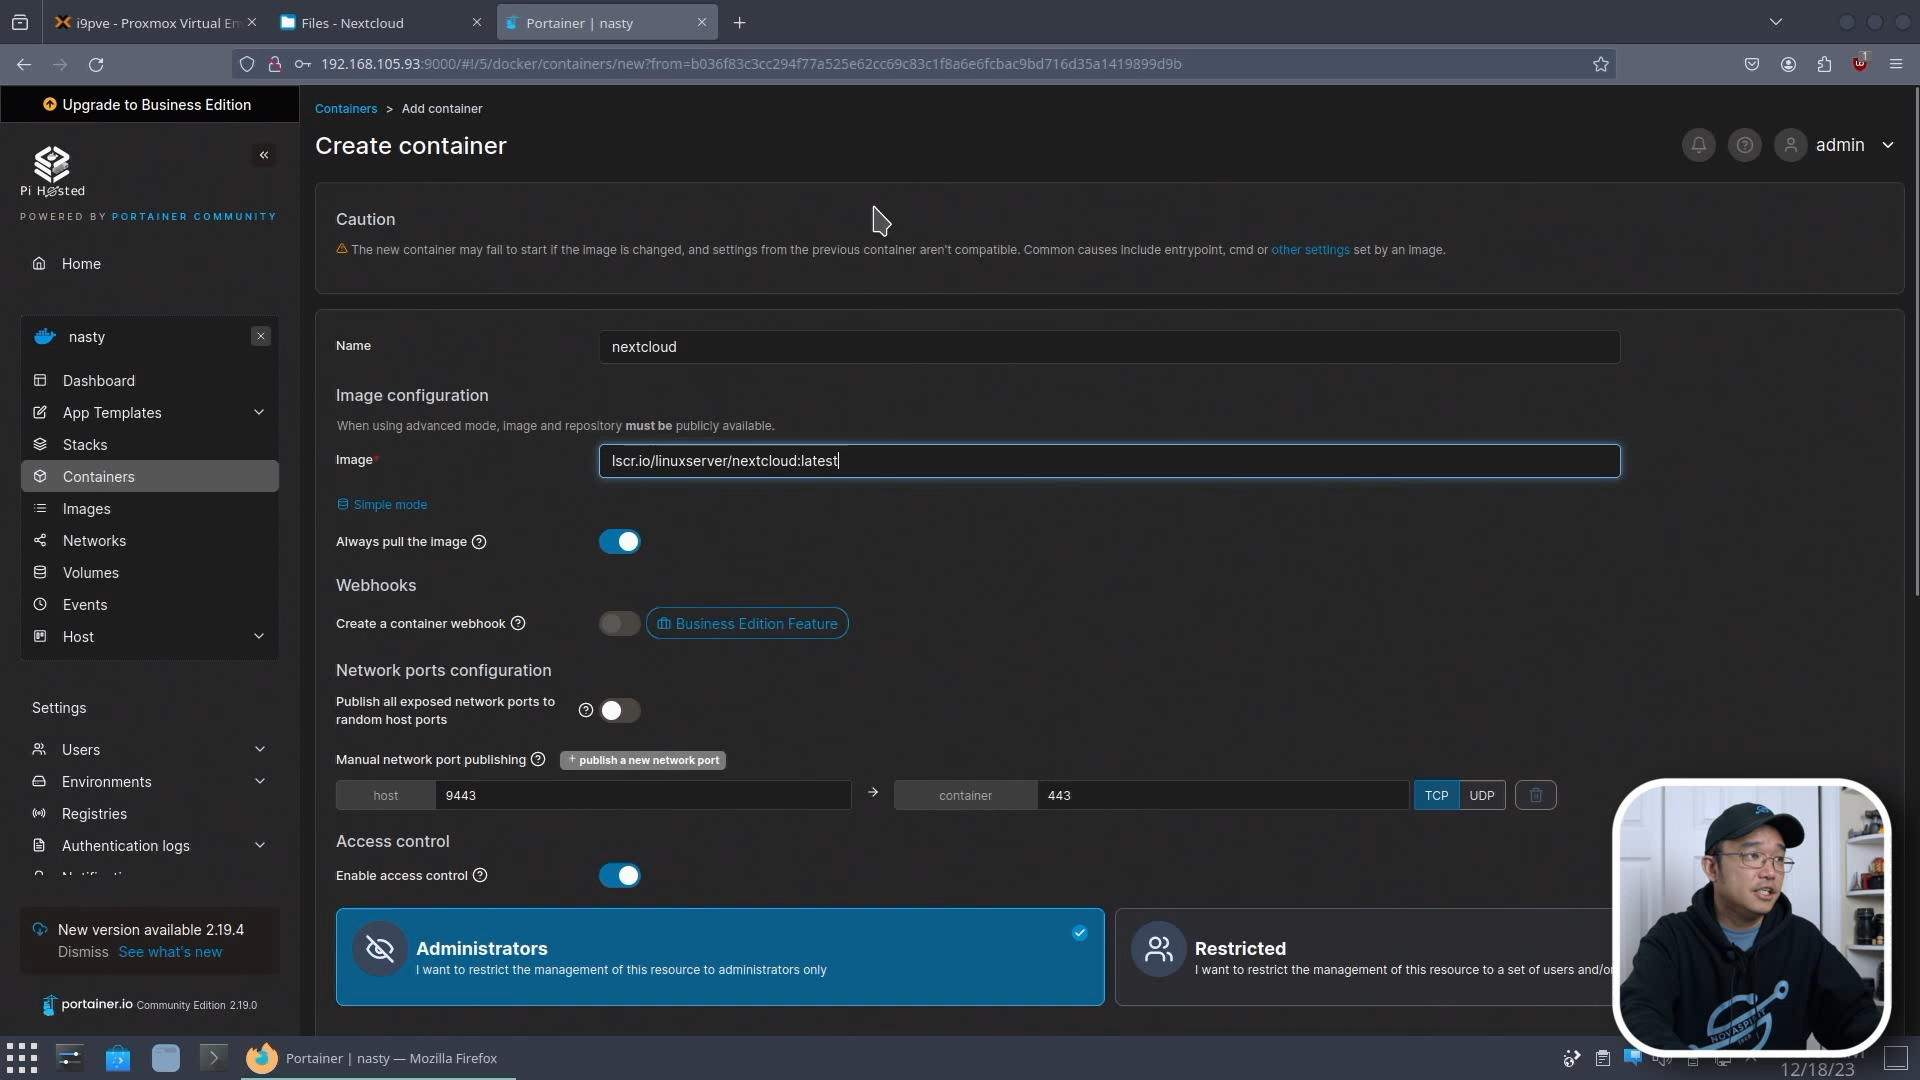 i9pve - Proxmox Virtual En
Files - Nextcloud
Portainer | nasty
192.168.105.93:9000/#!/5/docker/containers/new?from=b036f83c3cc294f77a525e62cc69c83c1f8a6e6fcbac9bd716d35a1419899d9b
1
Upgrade to Business Edition
Pi Hosted
POWERED BY PORTAINER COMMUNITY
Home
nasty
Dashboard
App Templates
Stacks
Containers
Images
Networks
Volumes
Events
Host
Settings
Users
Environments
Registries
Authentication logs
New version available 2.19.4
Dismiss See what's new
portainer.io Community Edition 2.19.0
Containers > Add container
Create container
admin
Caution
The new container may fail to start if the image is changed, and settings from the previous container aren't compatible. Common causes include entrypoint, cmd or other settings set by an image.
Name
nextcloud
Image configuration
When using advanced mode, image and repository must be publicly available.
Image*
lscr.io/linuxserver/nextcloud:latest
Simple mode
Always pull the image
Webhooks
Create a container webhook
Business Edition Feature
Network ports configuration
Publish all exposed network ports to
random host ports
Manual network port publishing
+ publish a new network port
host
9443
container
443
TCP
UDP
Access control
Enable access control
Administrators
I want to restrict the management of this resource to administrators only
Restricted
I want to restrict the management of this resource to a set of users and/or
Portainer | nasty — Mozilla Firefox
12/18/23